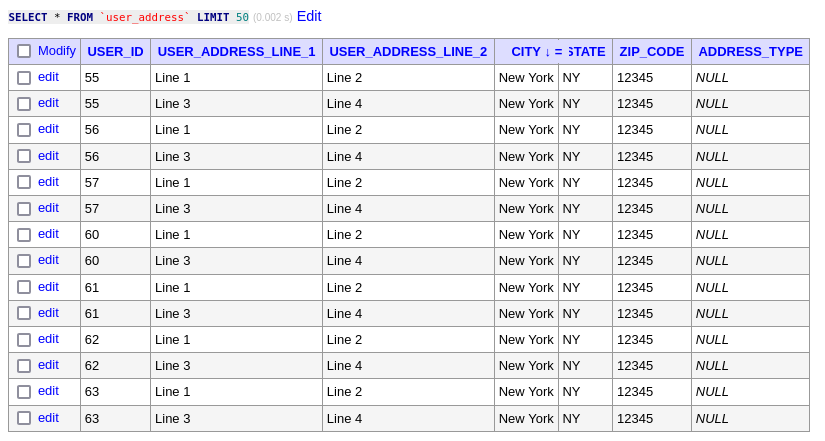 SELECT * FROM `user_address` LIMIT 50 (0.002 s) Edit
Modify USER_ID USER_ADDRESS_LINE_1 USER_ADDRESS_LINE_2 CITY ↓ = STATE ZIP_CODE ADDRESS_TYPE
edit 55 Line 1 Line 2 New York NY 12345 NULL
edit 55 Line 3 Line 4 New York NY 12345 NULL
edit 56 Line 1 Line 2 New York NY 12345 NULL
edit 56 Line 3 Line 4 New York NY 12345 NULL
edit 57 Line 1 Line 2 New York NY 12345 NULL
edit 57 Line 3 Line 4 New York NY 12345 NULL
edit 60 Line 1 Line 2 New York NY 12345 NULL
edit 60 Line 3 Line 4 New York NY 12345 NULL
edit 61 Line 1 Line 2 New York NY 12345 NULL
edit 61 Line 3 Line 4 New York NY 12345 NULL
edit 62 Line 1 Line 2 New York NY 12345 NULL
edit 62 Line 3 Line 4 New York NY 12345 NULL
edit 63 Line 1 Line 2 New York NY 12345 NULL
edit 63 Line 3 Line 4 New York NY 12345 NULL